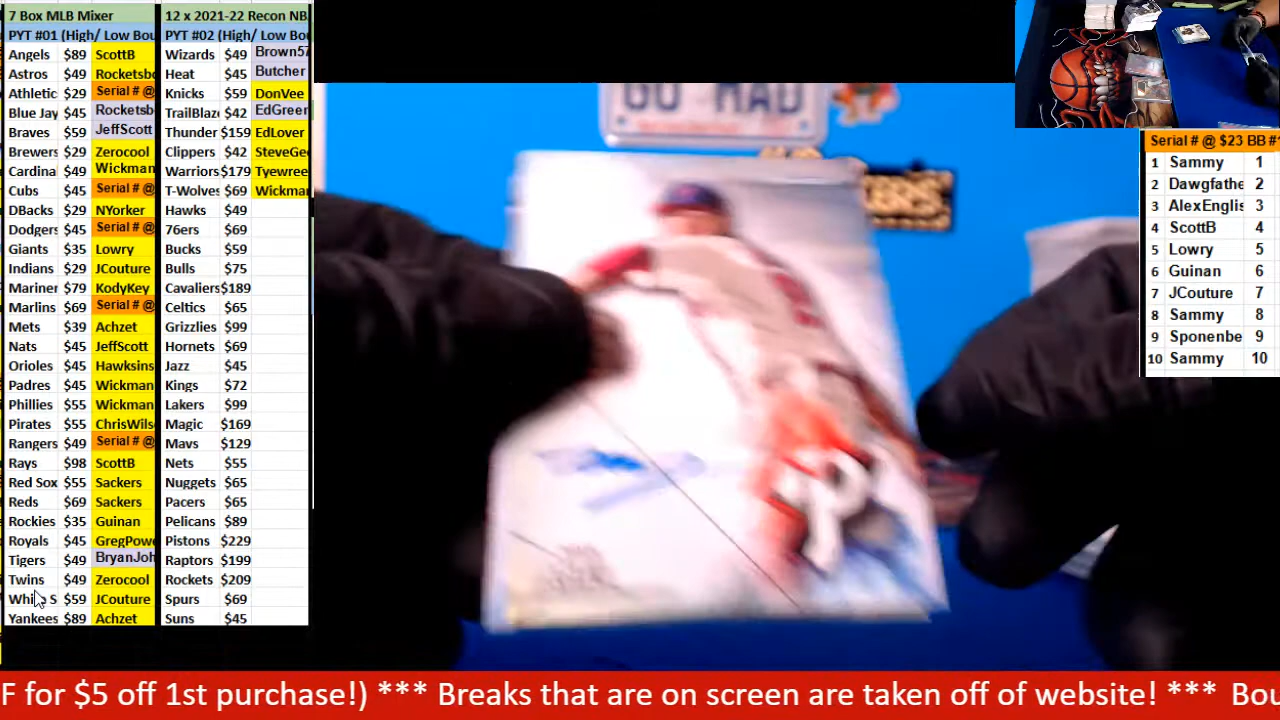 7 Box MLB Mixer 12 x 2021-22 Recon NB
PYT #01 (High/ Low Bou PYT #02 (High/ Low Bou
Angels $89 ScottB Wizards $49 Brown57
Astros $49 Rocketsbo Heat $45 Butcher
Athletic $29 Serial # @ Knicks $59 DonVee
Blue Jay $45 Rocketsb TrailBlaz $42 EdGreer
Braves $59 JeffScott Thunder $159 EdLover
Brewers $29 Zerocool Clippers $42 SteveGe
Cardina $49 Wickman Warriors $179 Tyewree
Cubs $45 Serial # @ T-Wolves $69 Wickma
DBacks $29 NYorker Hawks $49
Dodgers $45 Serial # @ 76ers $69
Giants $35 Lowry Bucks $59
Indians $29 JCouture Bulls $75
Mariner $79 KodyKey Cavaliers $189
Marlins $69 Serial # @ Celtics $65
Mets $39 Achzet Grizzlies $99
Nats $45 JeffScott Hornets $69
Orioles $45 Hawksins Jazz $45
Padres $45 Wickman Kings $72
Phillies $55 Wickman Lakers $99
Pirates $55 ChrisWils Magic $169
Rangers $49 Serial # @ Mavs $129
Rays $98 ScottB Nets $55
Red Sox $55 Sackers Nuggets $65
Reds $69 Sackers Pacers $65
Rockies $35 Guinan Pelicans $89
Royals $45 GregPow Pistons $229
Tigers $49 BryanJoh Raptors $199
Twins $49 Zerocool Rockets $209
White S $59 JCouture Spurs $69
Yankees $89 Achzet Suns $45
GO MAD
Serial # @ $23 BB #
1 Sammy 1
2 Dawgfathe 2
3 AlexEnglis 3
4 ScottB 4
5 Lowry 5
6 Guinan 6
7 JCouture 7
8 Sammy 8
9 Sponenbe 9
10 Sammy 10
F for $5 off 1st purchase!) *** Breaks that are on screen are taken off of website! *** Bou